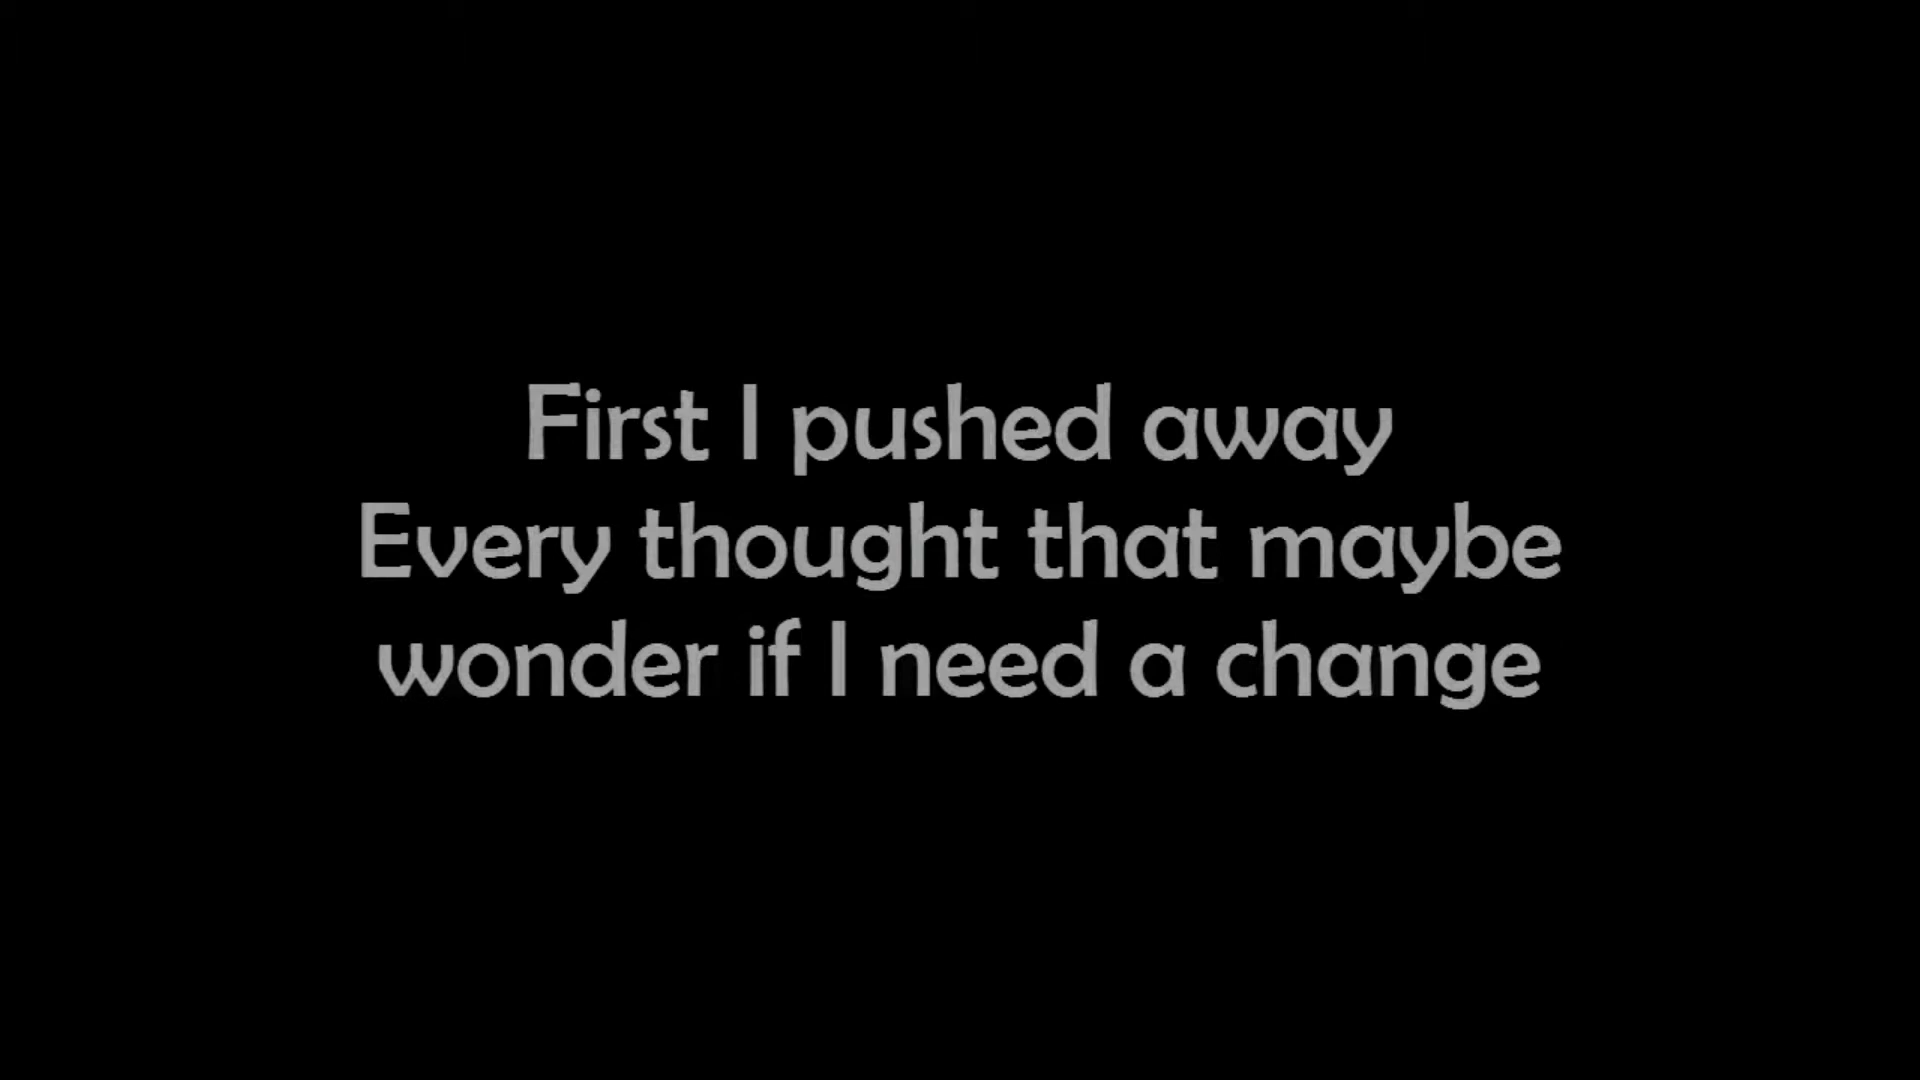 First I pushed away
Every thought that maybe
wonder if I need a change